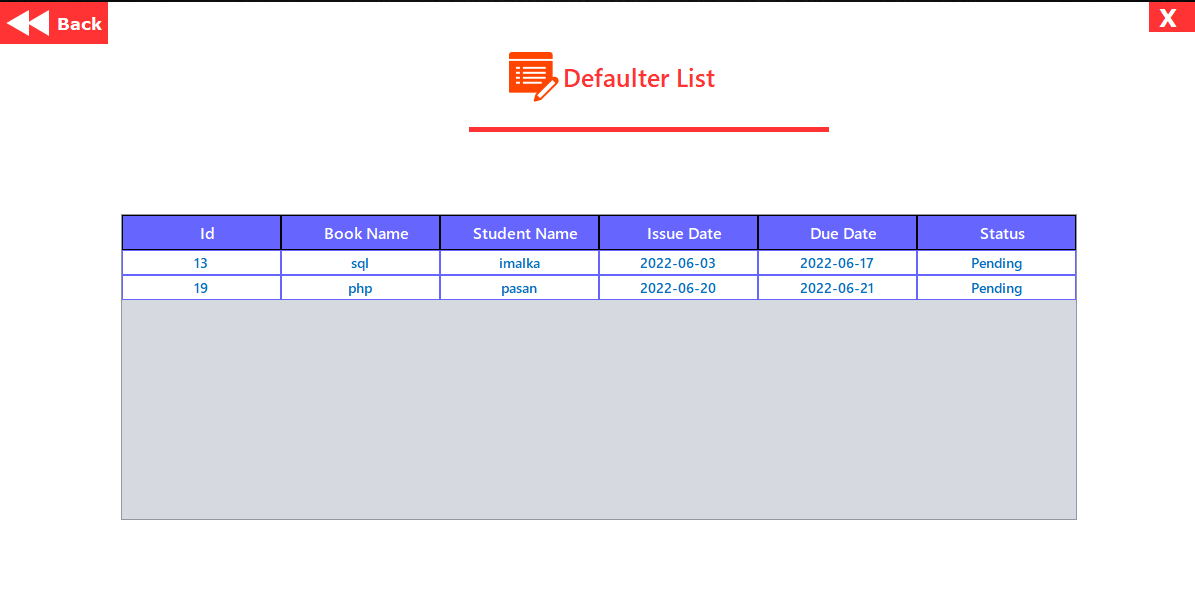 Back
X
Defaulter List
Id Book Name Student Name Issue Date Due Date Status
13 sql imalka 2022-06-03 2022-06-17 Pending
19 php pasan 2022-06-20 2022-06-21 Pending